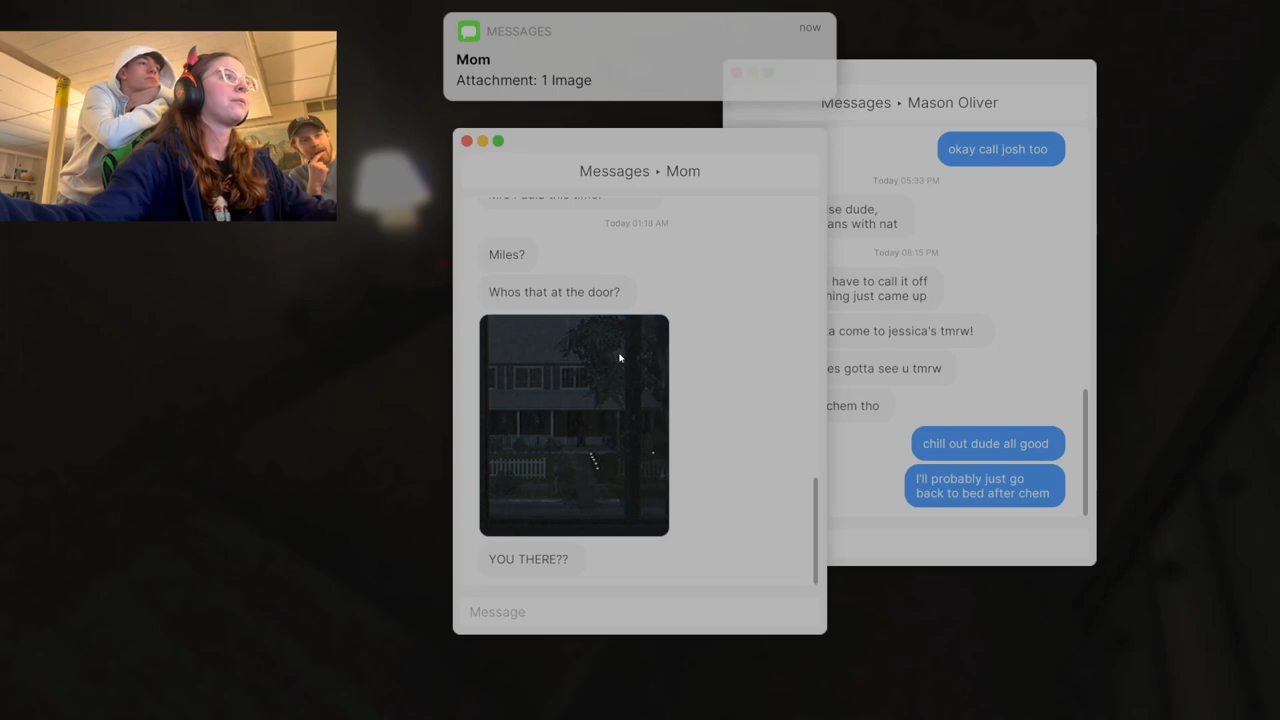 MESSAGES
now
Mom
Attachment: 1 Image
Messages ▸ Mason Oliver
okay call josh too
Today 05:33 PM
se dude,
ans with nat
Today 08:15 PM
have to call it off
hing just came up
a come to jessica's tmrw!
es gotta see u tmrw
chem tho
chill out dude all good
I'll probably just go
back to bed after chem
Messages ▸ Mom
Today 01:18 AM
Miles?
Whos that at the door?
YOU THERE??
Message